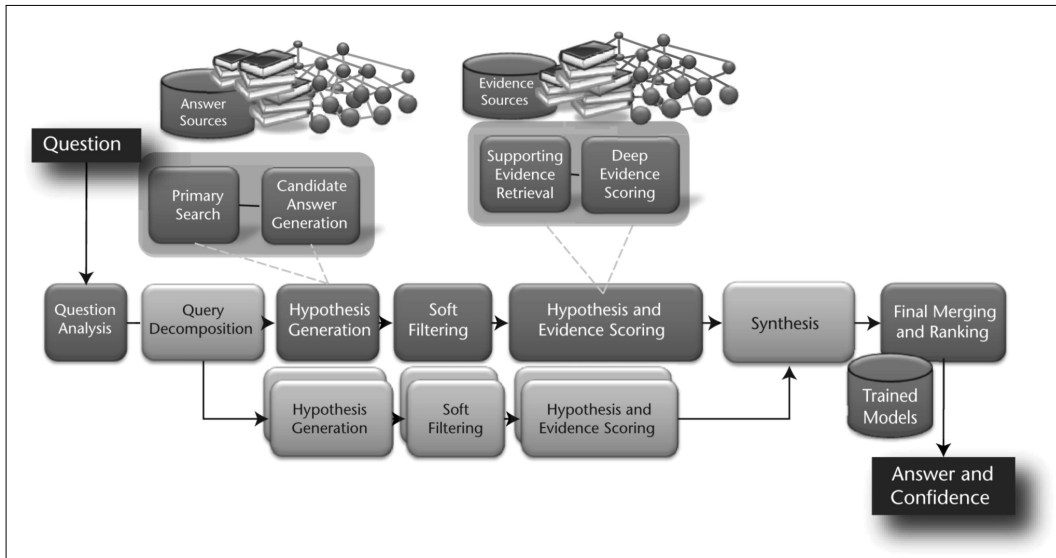 Answer
Sources
Evidence
Sources
Question
Primary
Search
Candidate
Answer
Generation
Supporting
Evidence
Retrieval
Deep
Evidence
Scoring
Question
Analysis
Query
Decomposition
Hypothesis
Generation
Soft
Filtering
Hypothesis and
Evidence Scoring
Synthesis
Final Merging
and Ranking
Trained
Models
Hypothesis
Generation
Soft
Filtering
Hypothesis and
Evidence Scoring
Answer and
Confidence